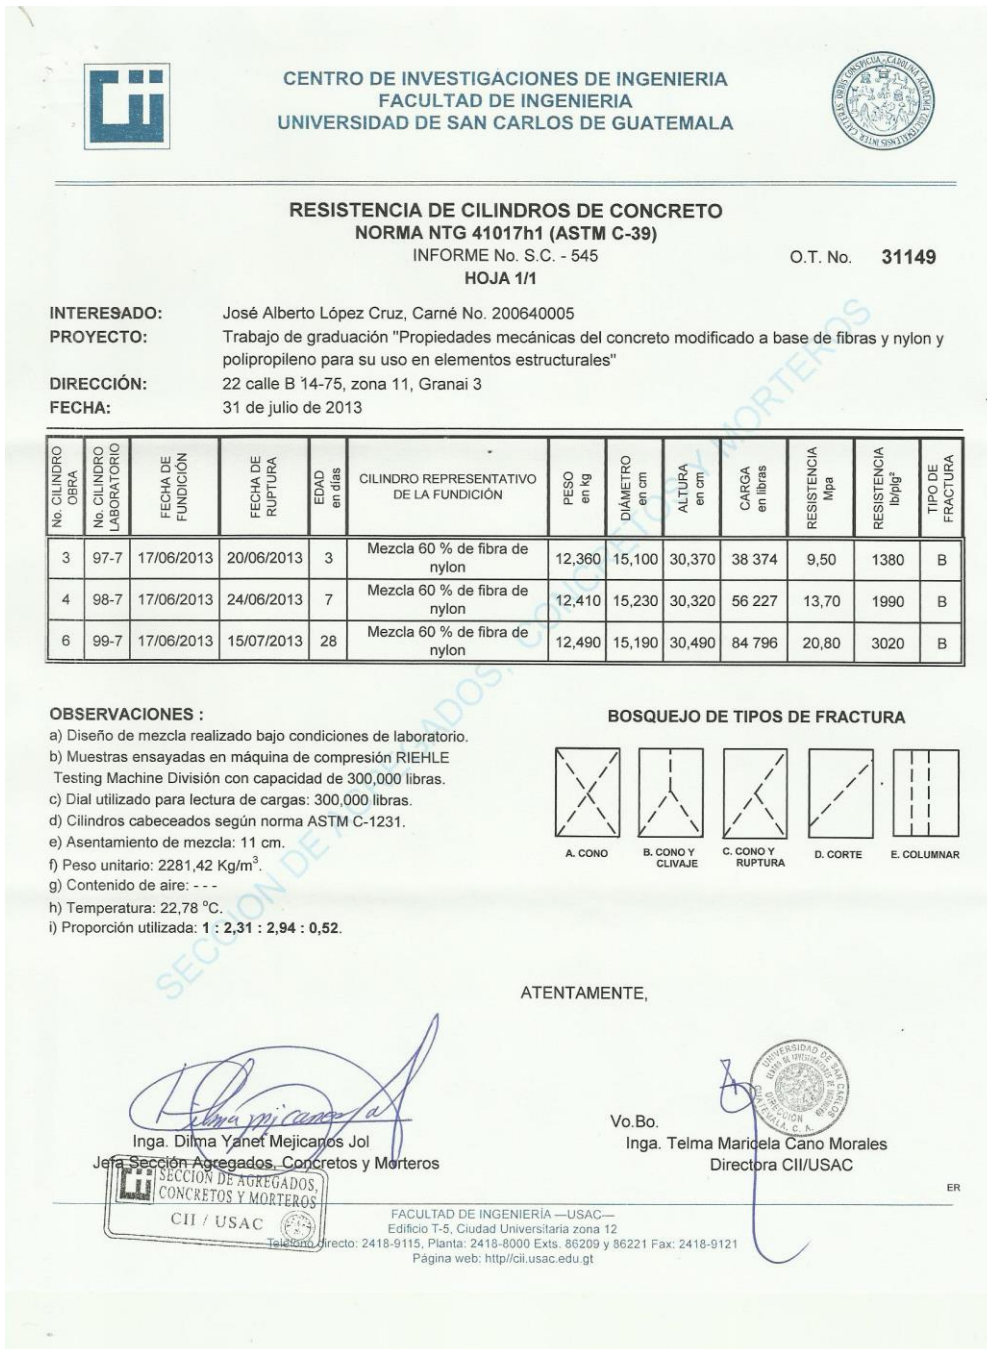 cii
CENTRO DE INVESTIGACIONES DE INGENIERIA
FACULTAD DE INGENIERIA
UNIVERSIDAD DE SAN CARLOS DE GUATEMALA
RESISTENCIA DE CILINDROS DE CONCRETO
NORMA NTG 41017h1 (ASTM C-39)
INFORME No. S.C. - 545
O.T. No. 31149
HOJA 1/1
INTERESADO: José Alberto López Cruz, Carné No. 200640005
PROYECTO: Trabajo de graduación "Propiedades mecánicas del concreto modificado a base de fibras y nylon y
polipropileno para su uso en elementos estructurales"
DIRECCIÓN: 22 calle B 14-75, zona 11, Granai 3
FECHA: 31 de julio de 2013
No. CILINDRO OBRA | No. CILINDRO LABORATORIO | FECHA DE FUNDICIÓN | FECHA DE RUPTURA | EDAD en días | CILINDRO REPRESENTATIVO DE LA FUNDICIÓN | PESO en kg | DIÁMETRO en cm | ALTURA en cm | CARGA en libras | RESISTENCIA Mpa | RESISTENCIA lb/plg² | TIPO DE FRACTURA
3 | 97-7 | 17/06/2013 | 20/06/2013 | 3 | Mezcla 60 % de fibra de nylon | 12,360 | 15,100 | 30,370 | 38 374 | 9,50 | 1380 | B
4 | 98-7 | 17/06/2013 | 24/06/2013 | 7 | Mezcla 60 % de fibra de nylon | 12,410 | 15,230 | 30,320 | 56 227 | 13,70 | 1990 | B
6 | 99-7 | 17/06/2013 | 15/07/2013 | 28 | Mezcla 60 % de fibra de nylon | 12,490 | 15,190 | 30,490 | 84 796 | 20,80 | 3020 | B
SECCION DE AGREGADOS, CONCRETOS Y MORTEROS
OBSERVACIONES :
a) Diseño de mezcla realizado bajo condiciones de laboratorio.
b) Muestras ensayadas en máquina de compresión RIEHLE
Testing Machine División con capacidad de 300,000 libras.
c) Dial utilizado para lectura de cargas: 300,000 libras.
d) Cilindros cabeceados según norma ASTM C-1231.
e) Asentamiento de mezcla: 11 cm.
f) Peso unitario: 2281,42 Kg/m³.
g) Contenido de aire: - - -
h) Temperatura: 22,78 °C.
i) Proporción utilizada: 1 : 2,31 : 2,94 : 0,52.
BOSQUEJO DE TIPOS DE FRACTURA
A. CONO
B. CONO Y CLIVAJE
C. CONO Y RUPTURA
D. CORTE
E. COLUMNAR
ATENTAMENTE,
Inga. Dilma Yanet Mejicanos Jol
Jefa Sección Agregados, Concretos y Morteros
cii SECCIÓN DE AGREGADOS,
CONCRETOS Y MORTEROS
CII / USAC
Vo.Bo.
Inga. Telma Maricela Cano Morales
Directora CII/USAC
UNIVERSIDAD DE SAN CARLOS
DIRECCION
GUATEMALA, C. A.
ER
FACULTAD DE INGENIERÍA —USAC—
Edificio T-5, Ciudad Universitaria zona 12
Teléfono directo: 2418-9115, Planta: 2418-8000 Exts. 86209 y 86221 Fax: 2418-9121
Página web: http//cii.usac.edu.gt